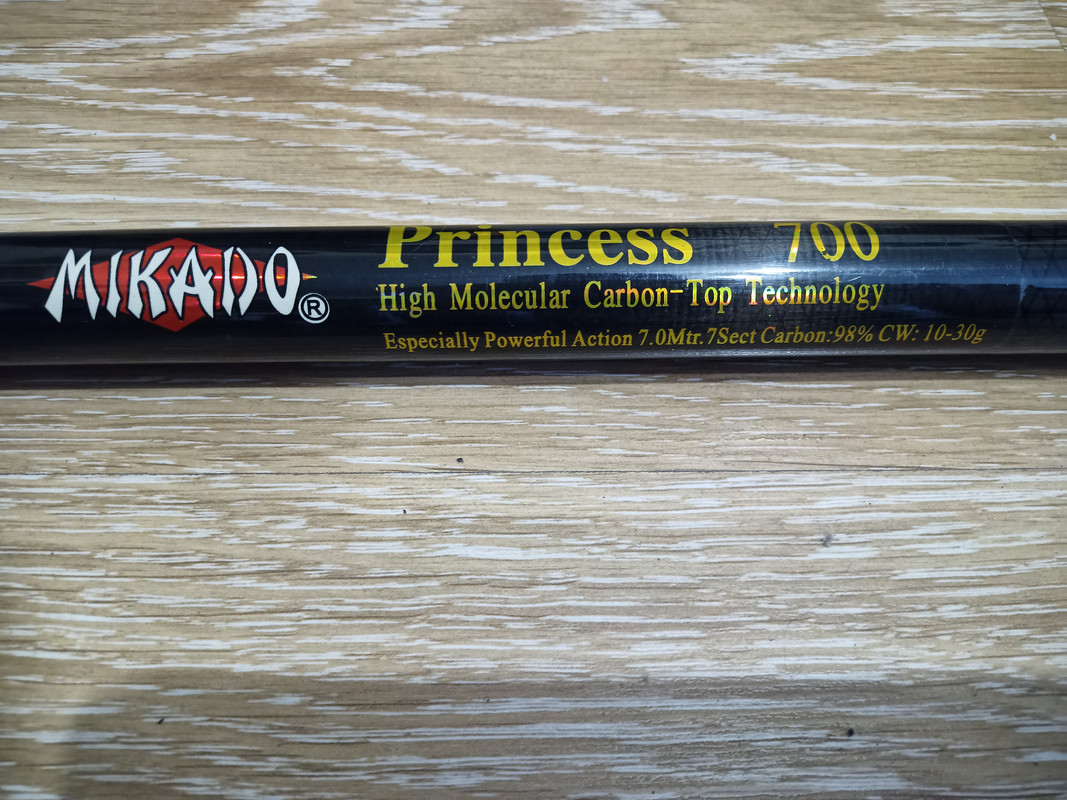 MIKADO®
Princess 700
High Molecular Carbon-Top Technology
Especially Powerful Action 7.0Mtr.7Sect Carbon:98% CW: 10-30g